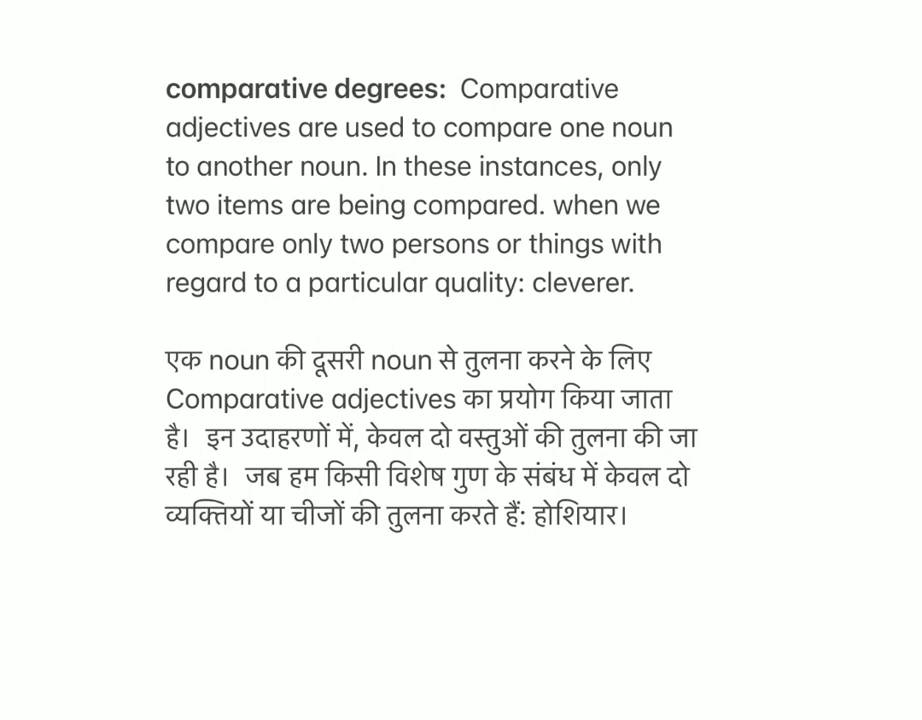 comparative degrees:  Comparative
adjectives are used to compare one noun
to another noun. In these instances, only
two items are being compared. when we
compare only two persons or things with
regard to a particular quality: cleverer.
एक noun की दूसरी noun से तुलना करने के लिए
Comparative adjectives का प्रयोग किया जाता
है।  इन उदाहरणों में, केवल दो वस्तुओं की तुलना की जा
रही है।  जब हम किसी विशेष गुण के संबंध में केवल दो
व्यक्तियों या चीजों की तुलना करते हैं: होशियार।